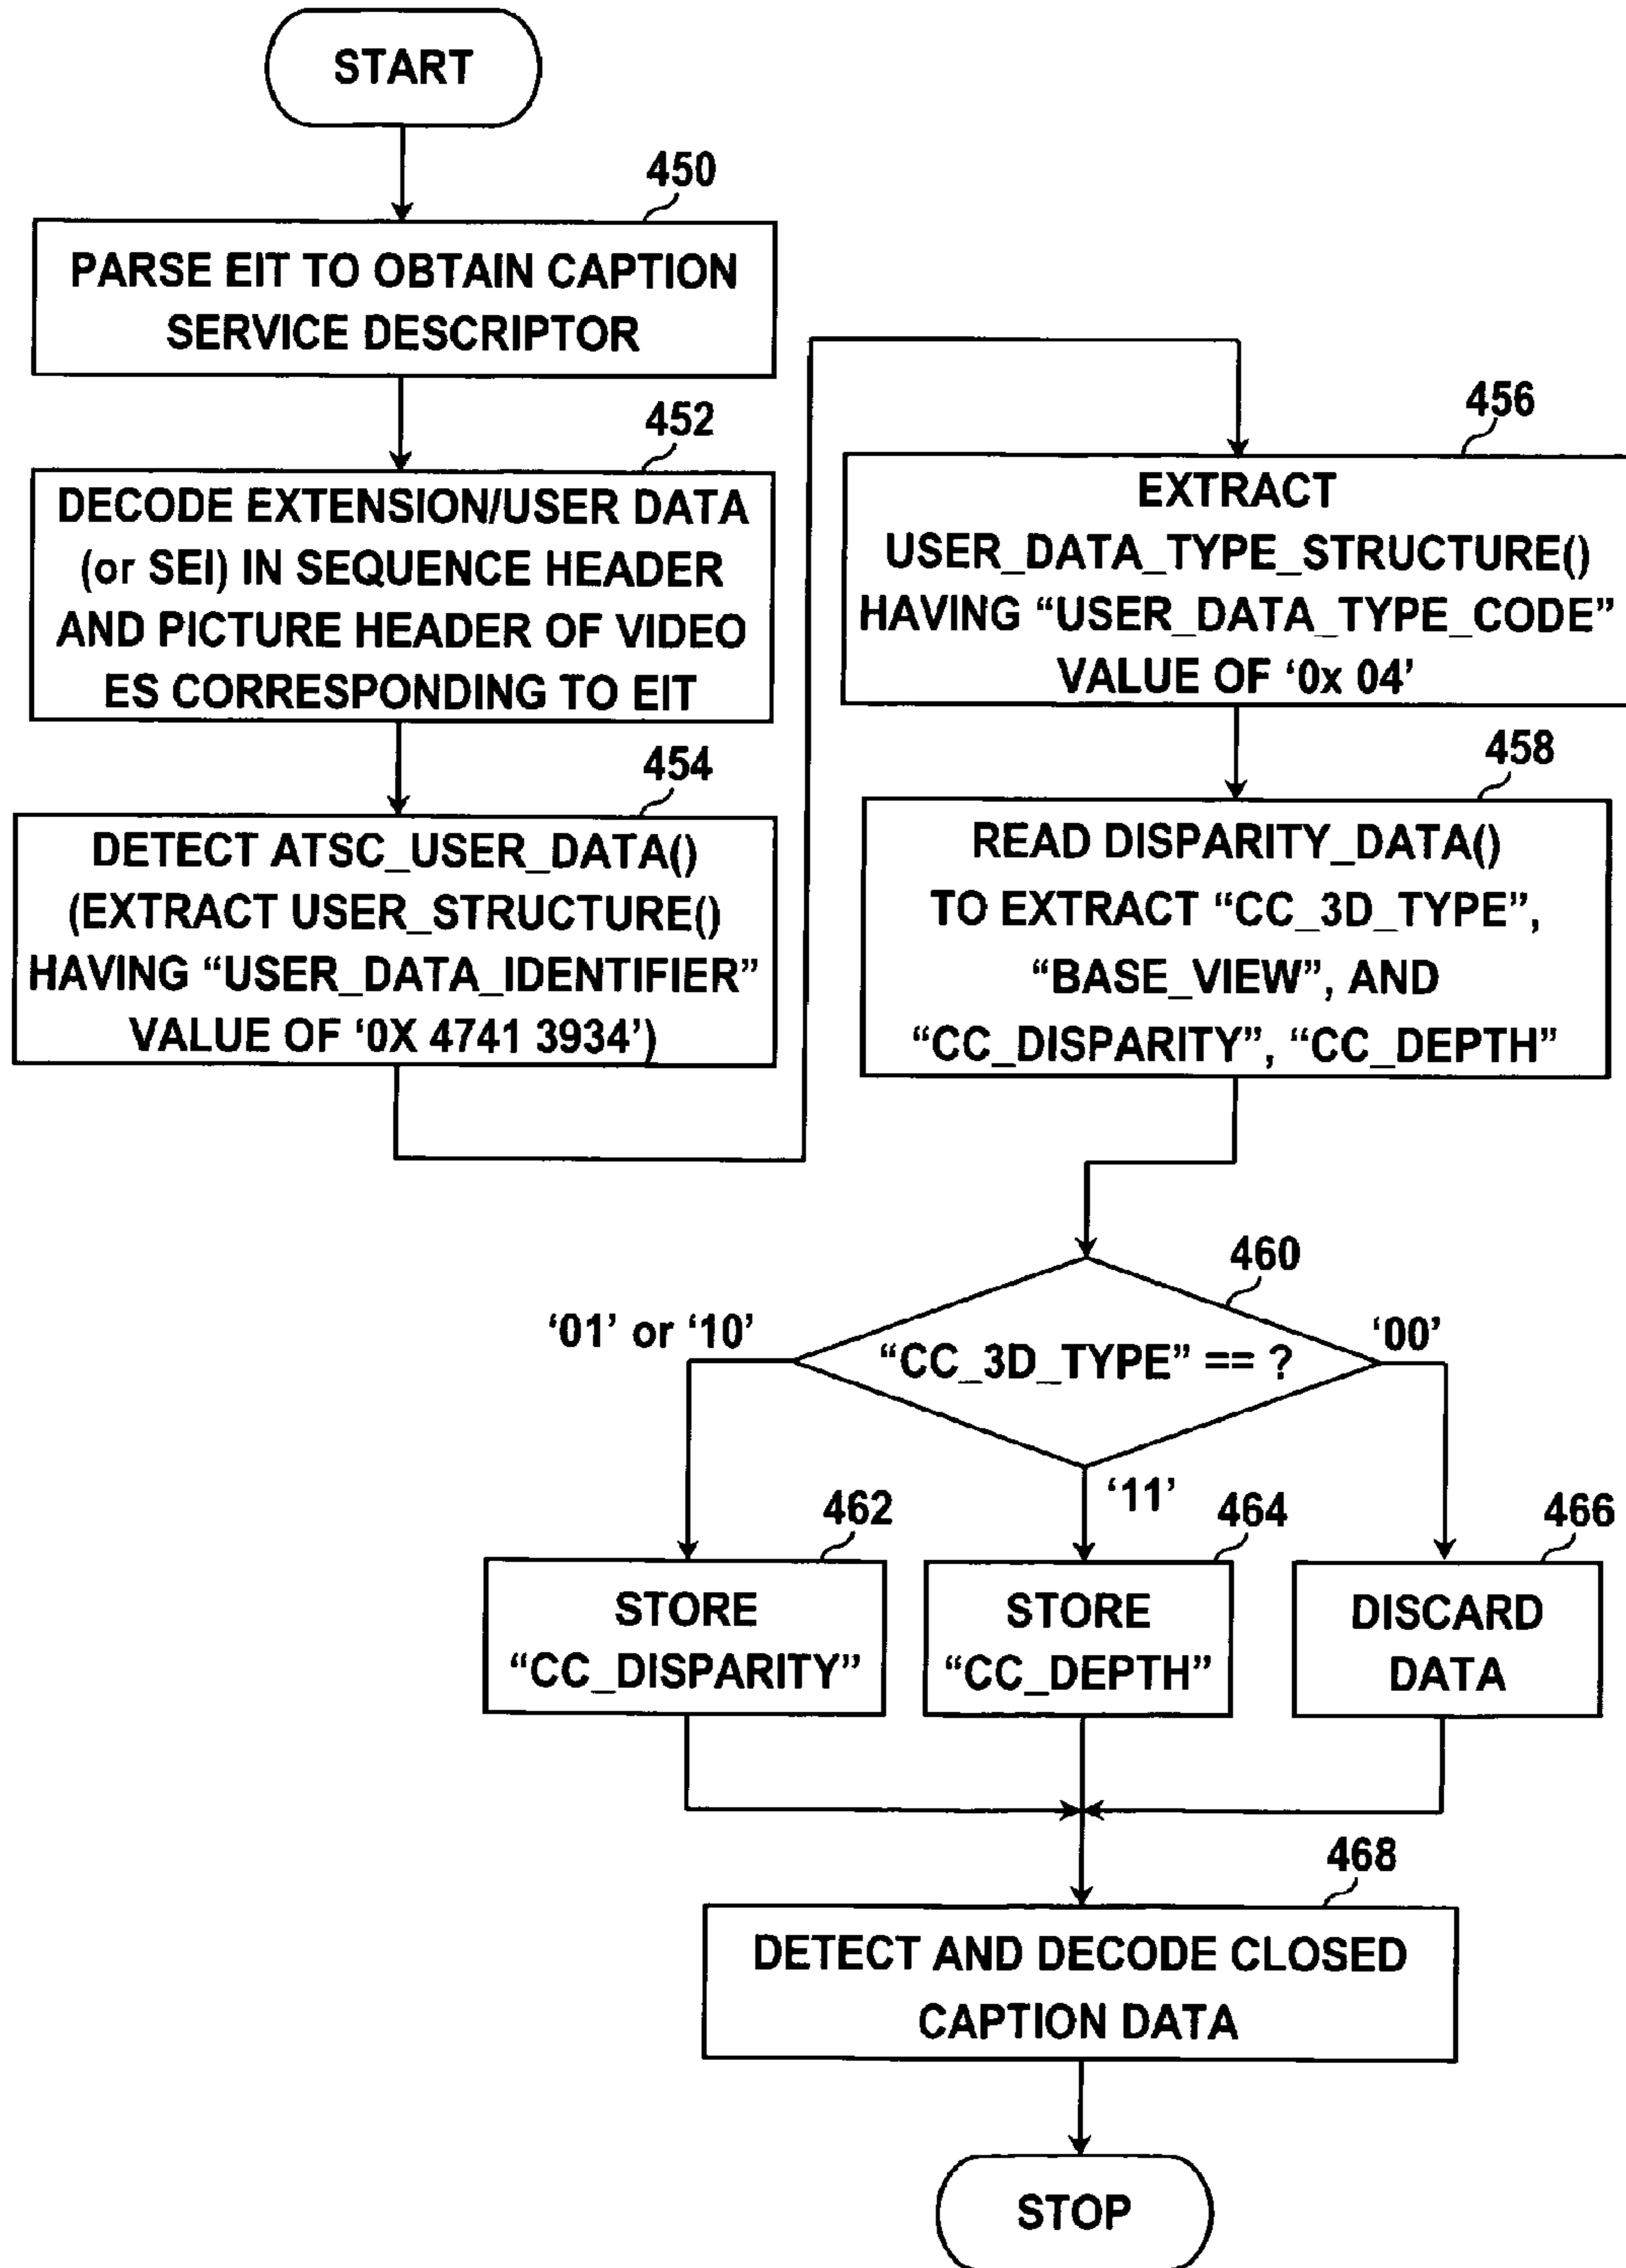 START
450
PARSE EIT TO OBTAIN CAPTION
SERVICE DESCRIPTOR
452
DECODE EXTENSION/USER DATA
(or SEI) IN SEQUENCE HEADER
AND PICTURE HEADER OF VIDEO
ES CORRESPONDING TO EIT
454
DETECT ATSC_USER_DATA()
(EXTRACT USER_STRUCTURE()
HAVING “USER_DATA_IDENTIFIER”
VALUE OF ‘0X 4741 3934’)
456
EXTRACT
USER_DATA_TYPE_STRUCTURE()
HAVING “USER_DATA_TYPE_CODE”
VALUE OF ‘0x 04’
458
READ DISPARITY_DATA()
TO EXTRACT “CC_3D_TYPE”,
“BASE_VIEW”, AND
“CC_DISPARITY”, “CC_DEPTH”
460
‘01’ or ‘10’
“CC_3D_TYPE” == ?
‘00’
‘11’
462
STORE
“CC_DISPARITY”
464
STORE
“CC_DEPTH”
466
DISCARD
DATA
468
DETECT AND DECODE CLOSED
CAPTION DATA
STOP